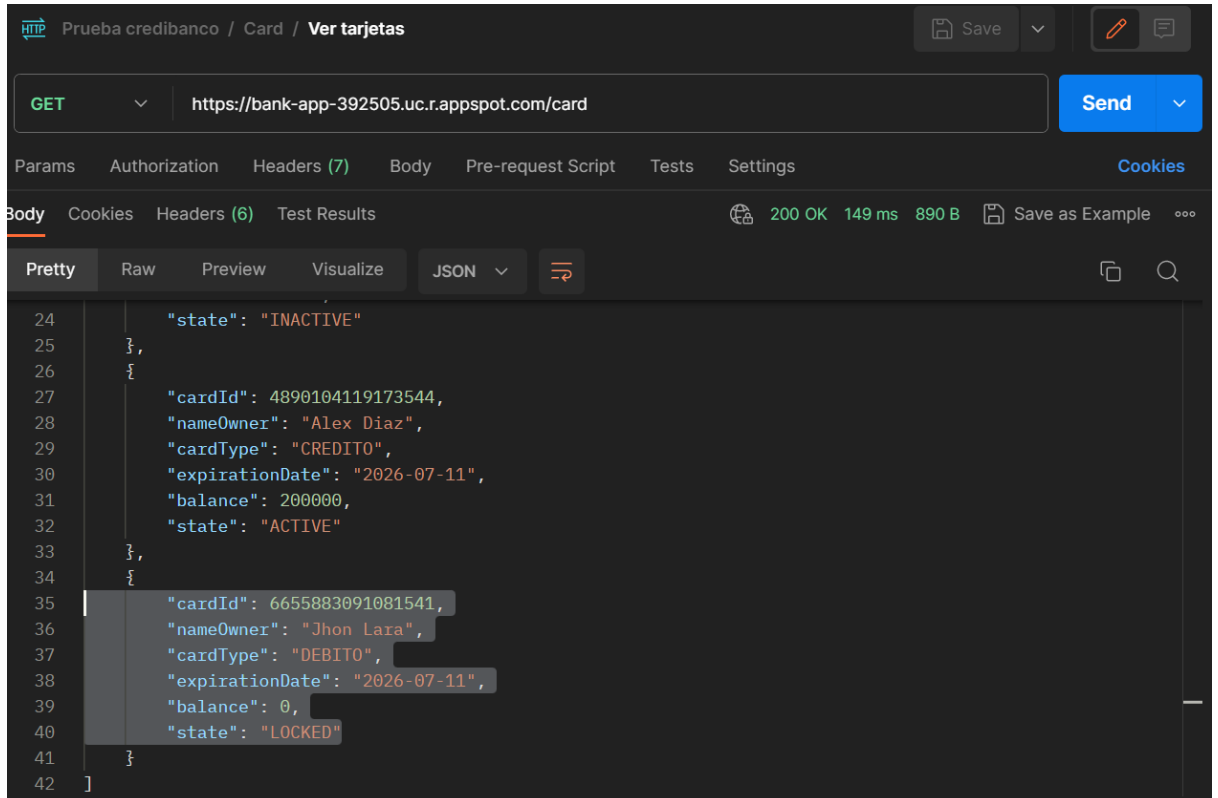 HTTP Prueba credibanco / Card / Ver tarjetas Save
GET https://bank-app-392505.uc.r.appspot.com/card Send
Params Authorization Headers (7) Body Pre-request Script Tests Settings Cookies
Body Cookies Headers (6) Test Results 200 OK 149 ms 890 B Save as Example
Pretty Raw Preview Visualize JSON
24 "state": "INACTIVE"
25 },
26 {
27 "cardId": 4890104119173544,
28 "nameOwner": "Alex Diaz",
29 "cardType": "CREDITO",
30 "expirationDate": "2026-07-11",
31 "balance": 200000,
32 "state": "ACTIVE"
33 },
34 {
35 "cardId": 6655883091081541,
36 "nameOwner": "Jhon Lara",
37 "cardType": "DEBITO",
38 "expirationDate": "2026-07-11",
39 "balance": 0,
40 "state": "LOCKED"
41 }
42 ]